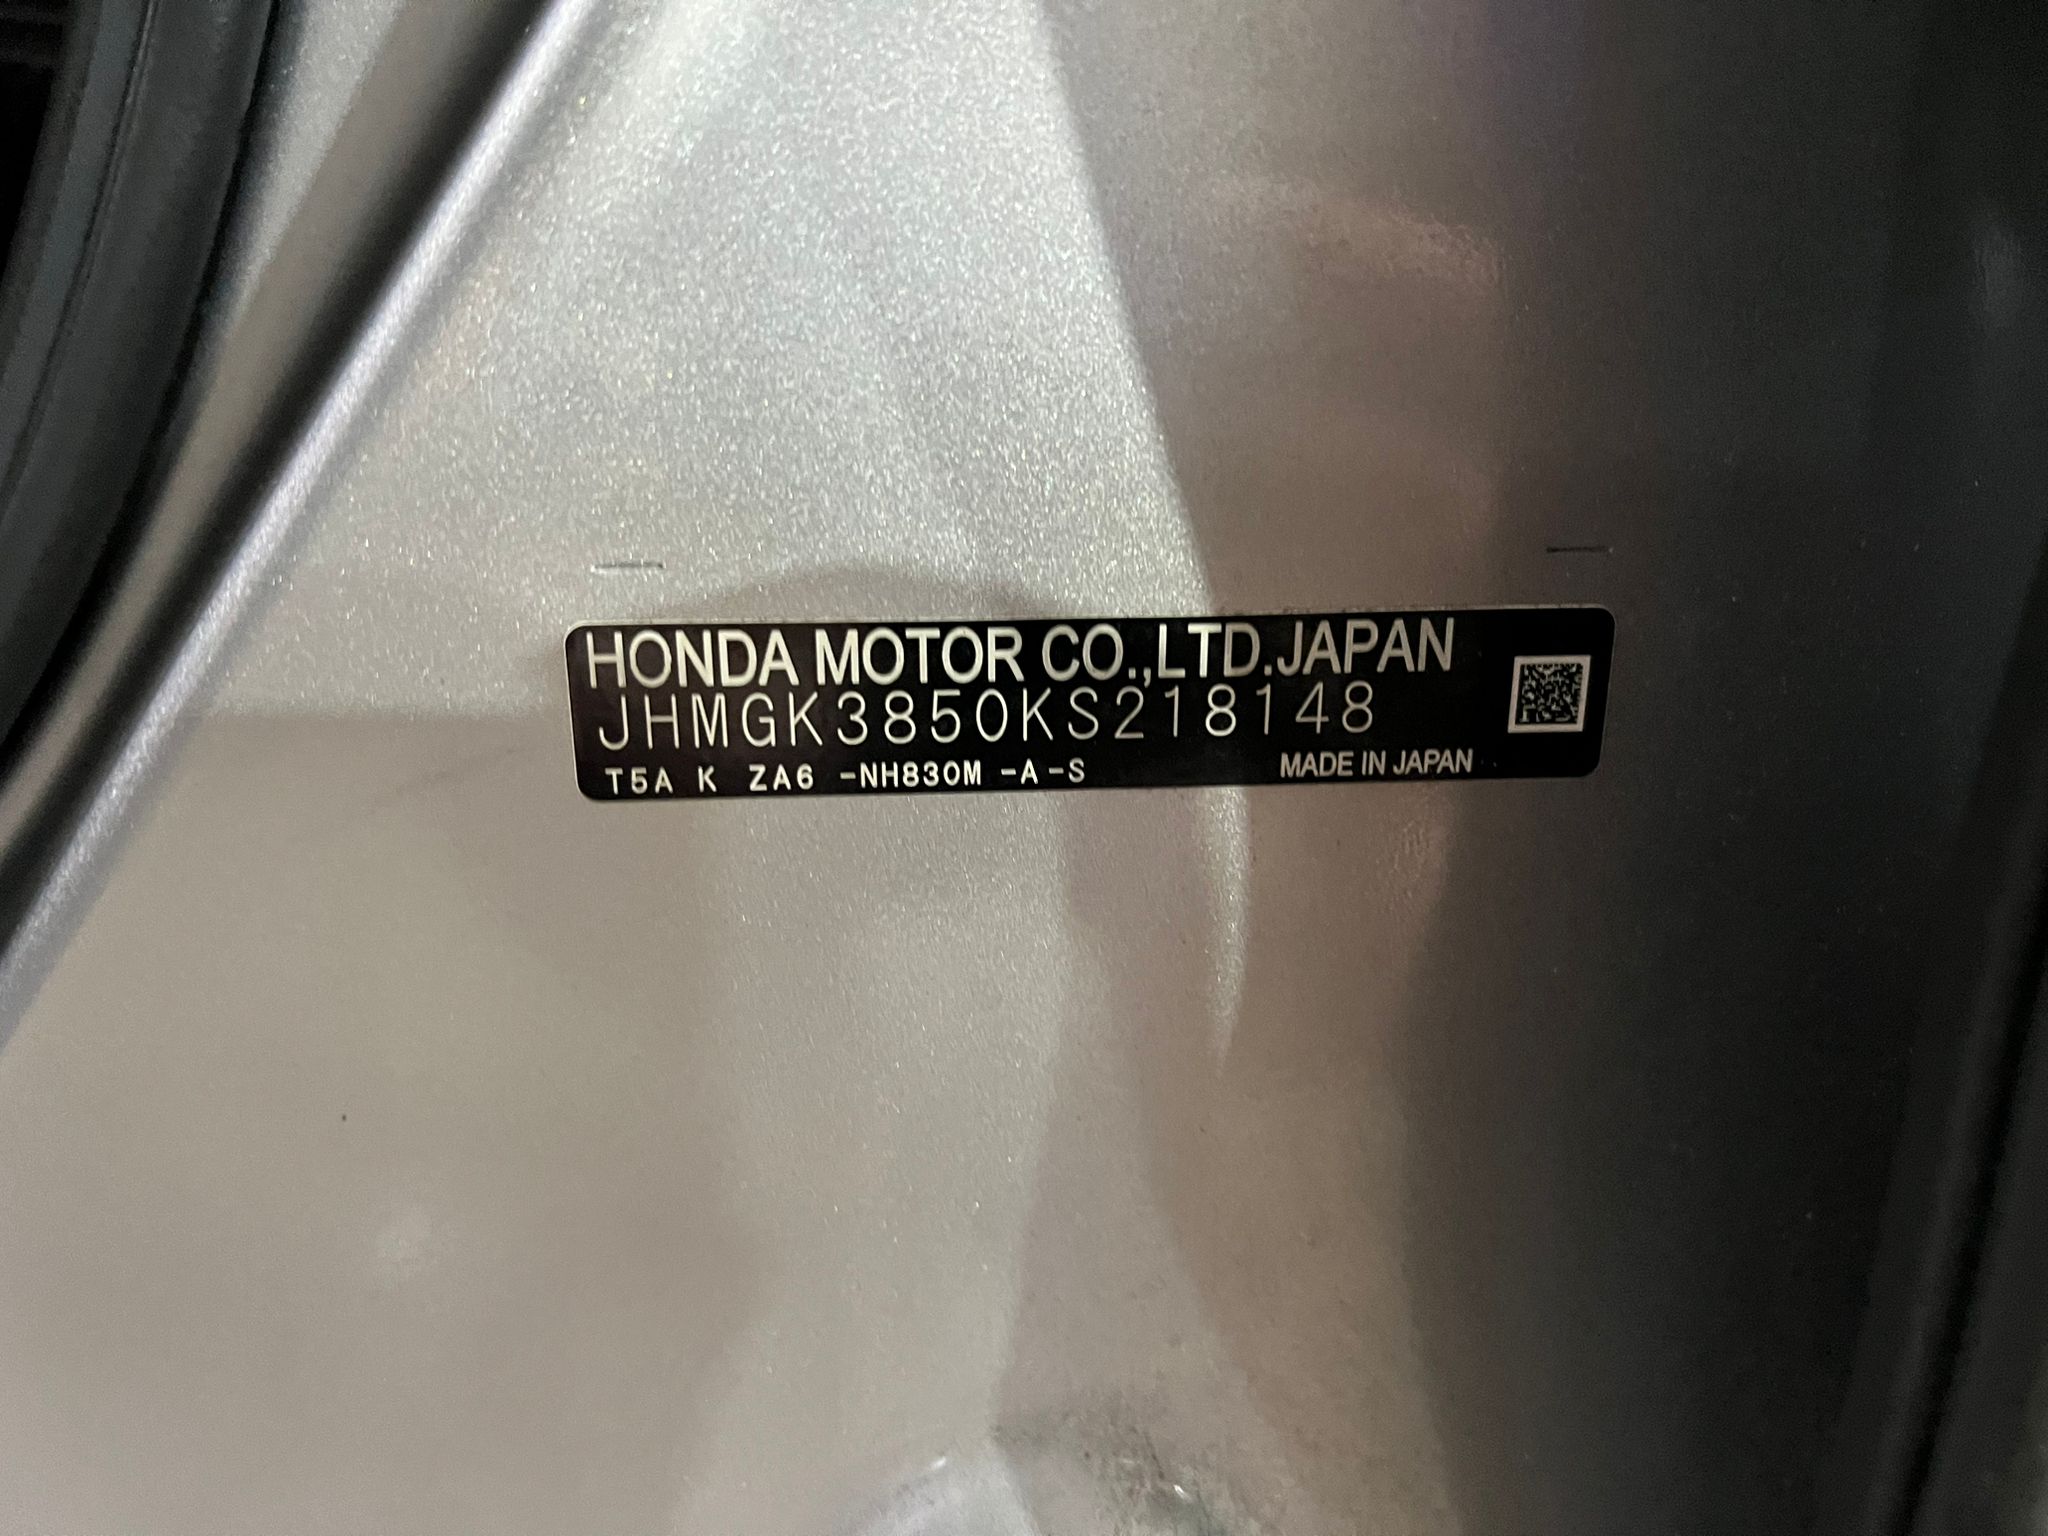 HONDA MOTOR CO.,LTD.JAPAN
JHMGK3850KS218148
T5A K ZA6 -NH830M -A-S MADE IN JAPAN